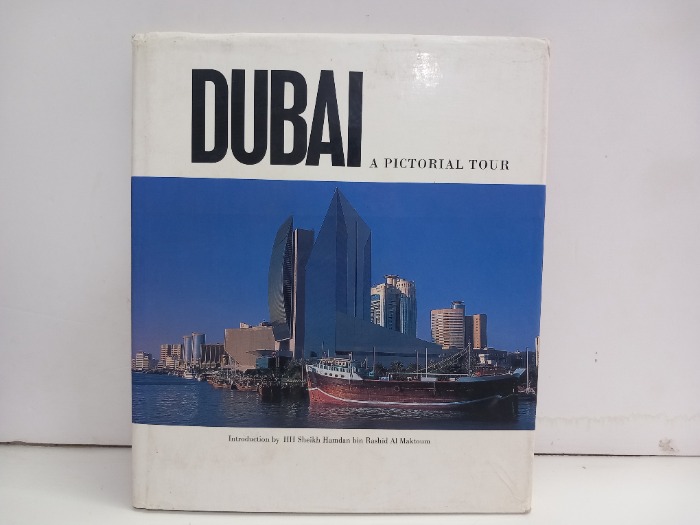 DUBAI
A PICTORIAL TOUR
Introduction by HH Sheikh Hamdan bin Rashid Al Maktoum